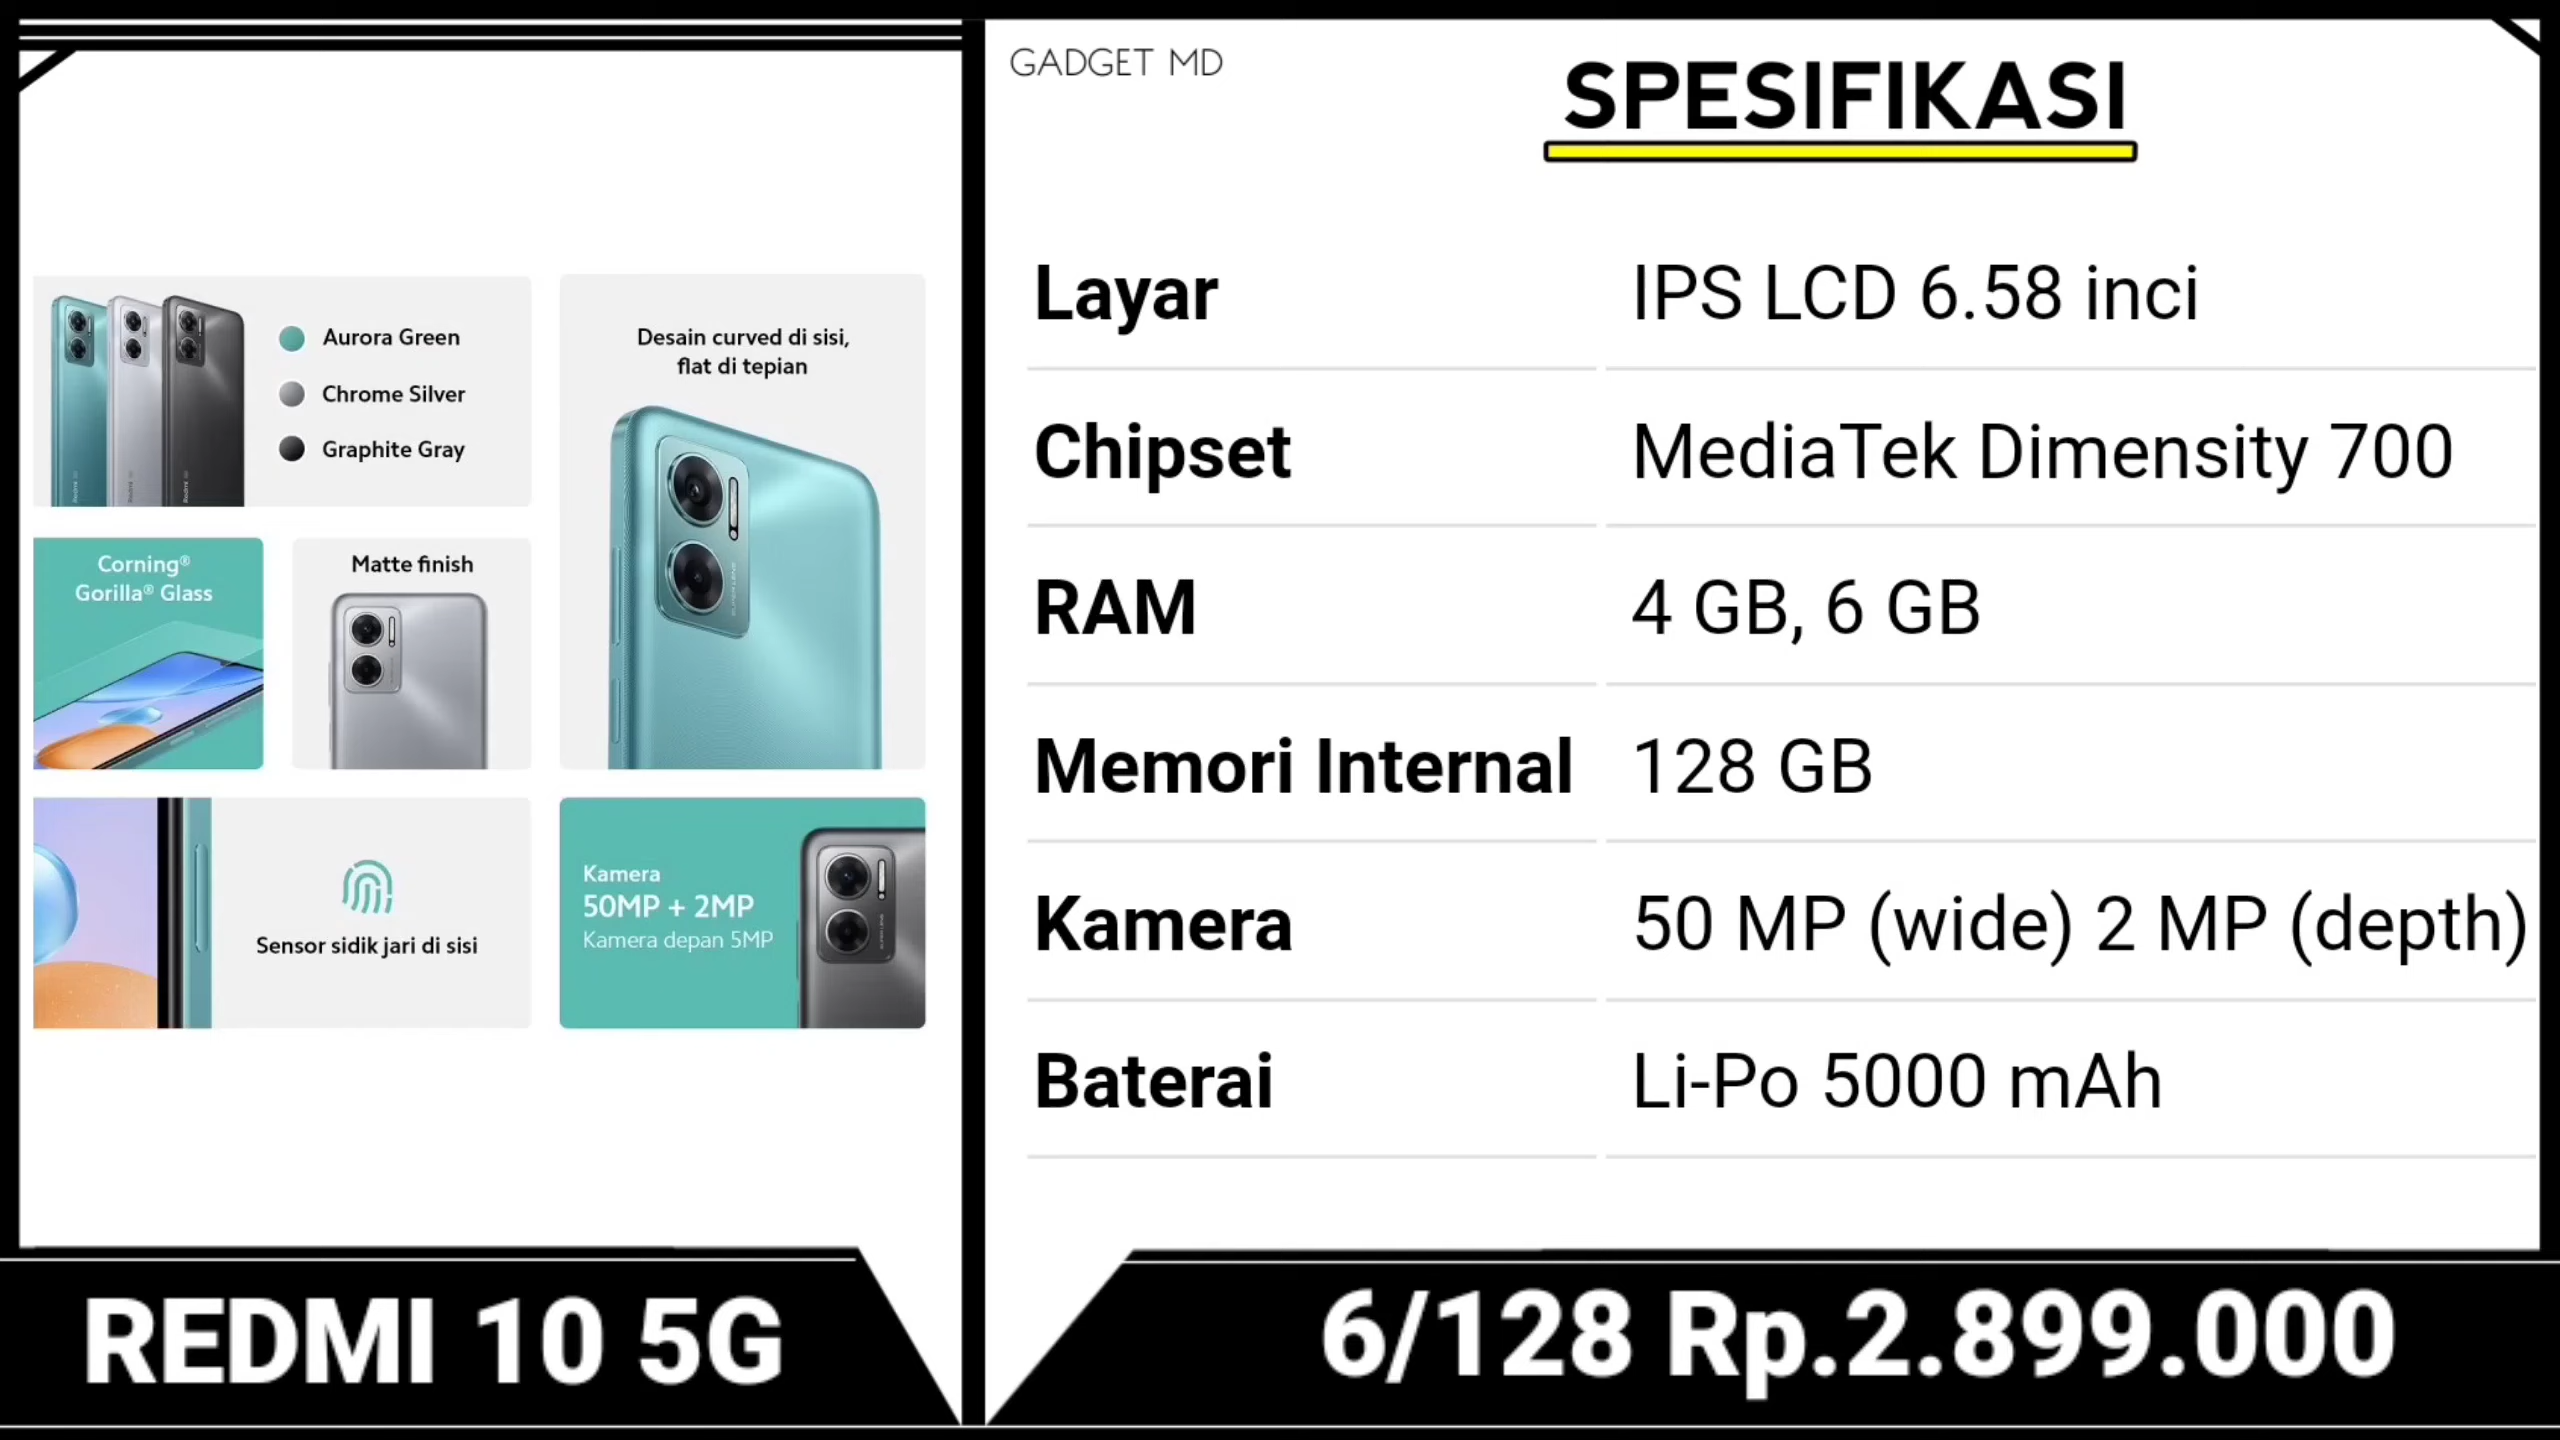 GADGET MD
SPESIFIKASI
Aurora Green
Chrome Silver
Graphite Gray
Desain curved di sisi,
flat di tepian
Corning®
Gorilla® Glass
Matte finish
Sensor sidik jari di sisi
Kamera
50MP + 2MP
Kamera depan 5MP
Layar IPS LCD 6.58 inci
Chipset MediaTek Dimensity 700
RAM 4 GB, 6 GB
Memori Internal 128 GB
Kamera 50 MP (wide) 2 MP (depth)
Baterai Li-Po 5000 mAh
REDMI 10 5G
6/128 Rp.2.899.000